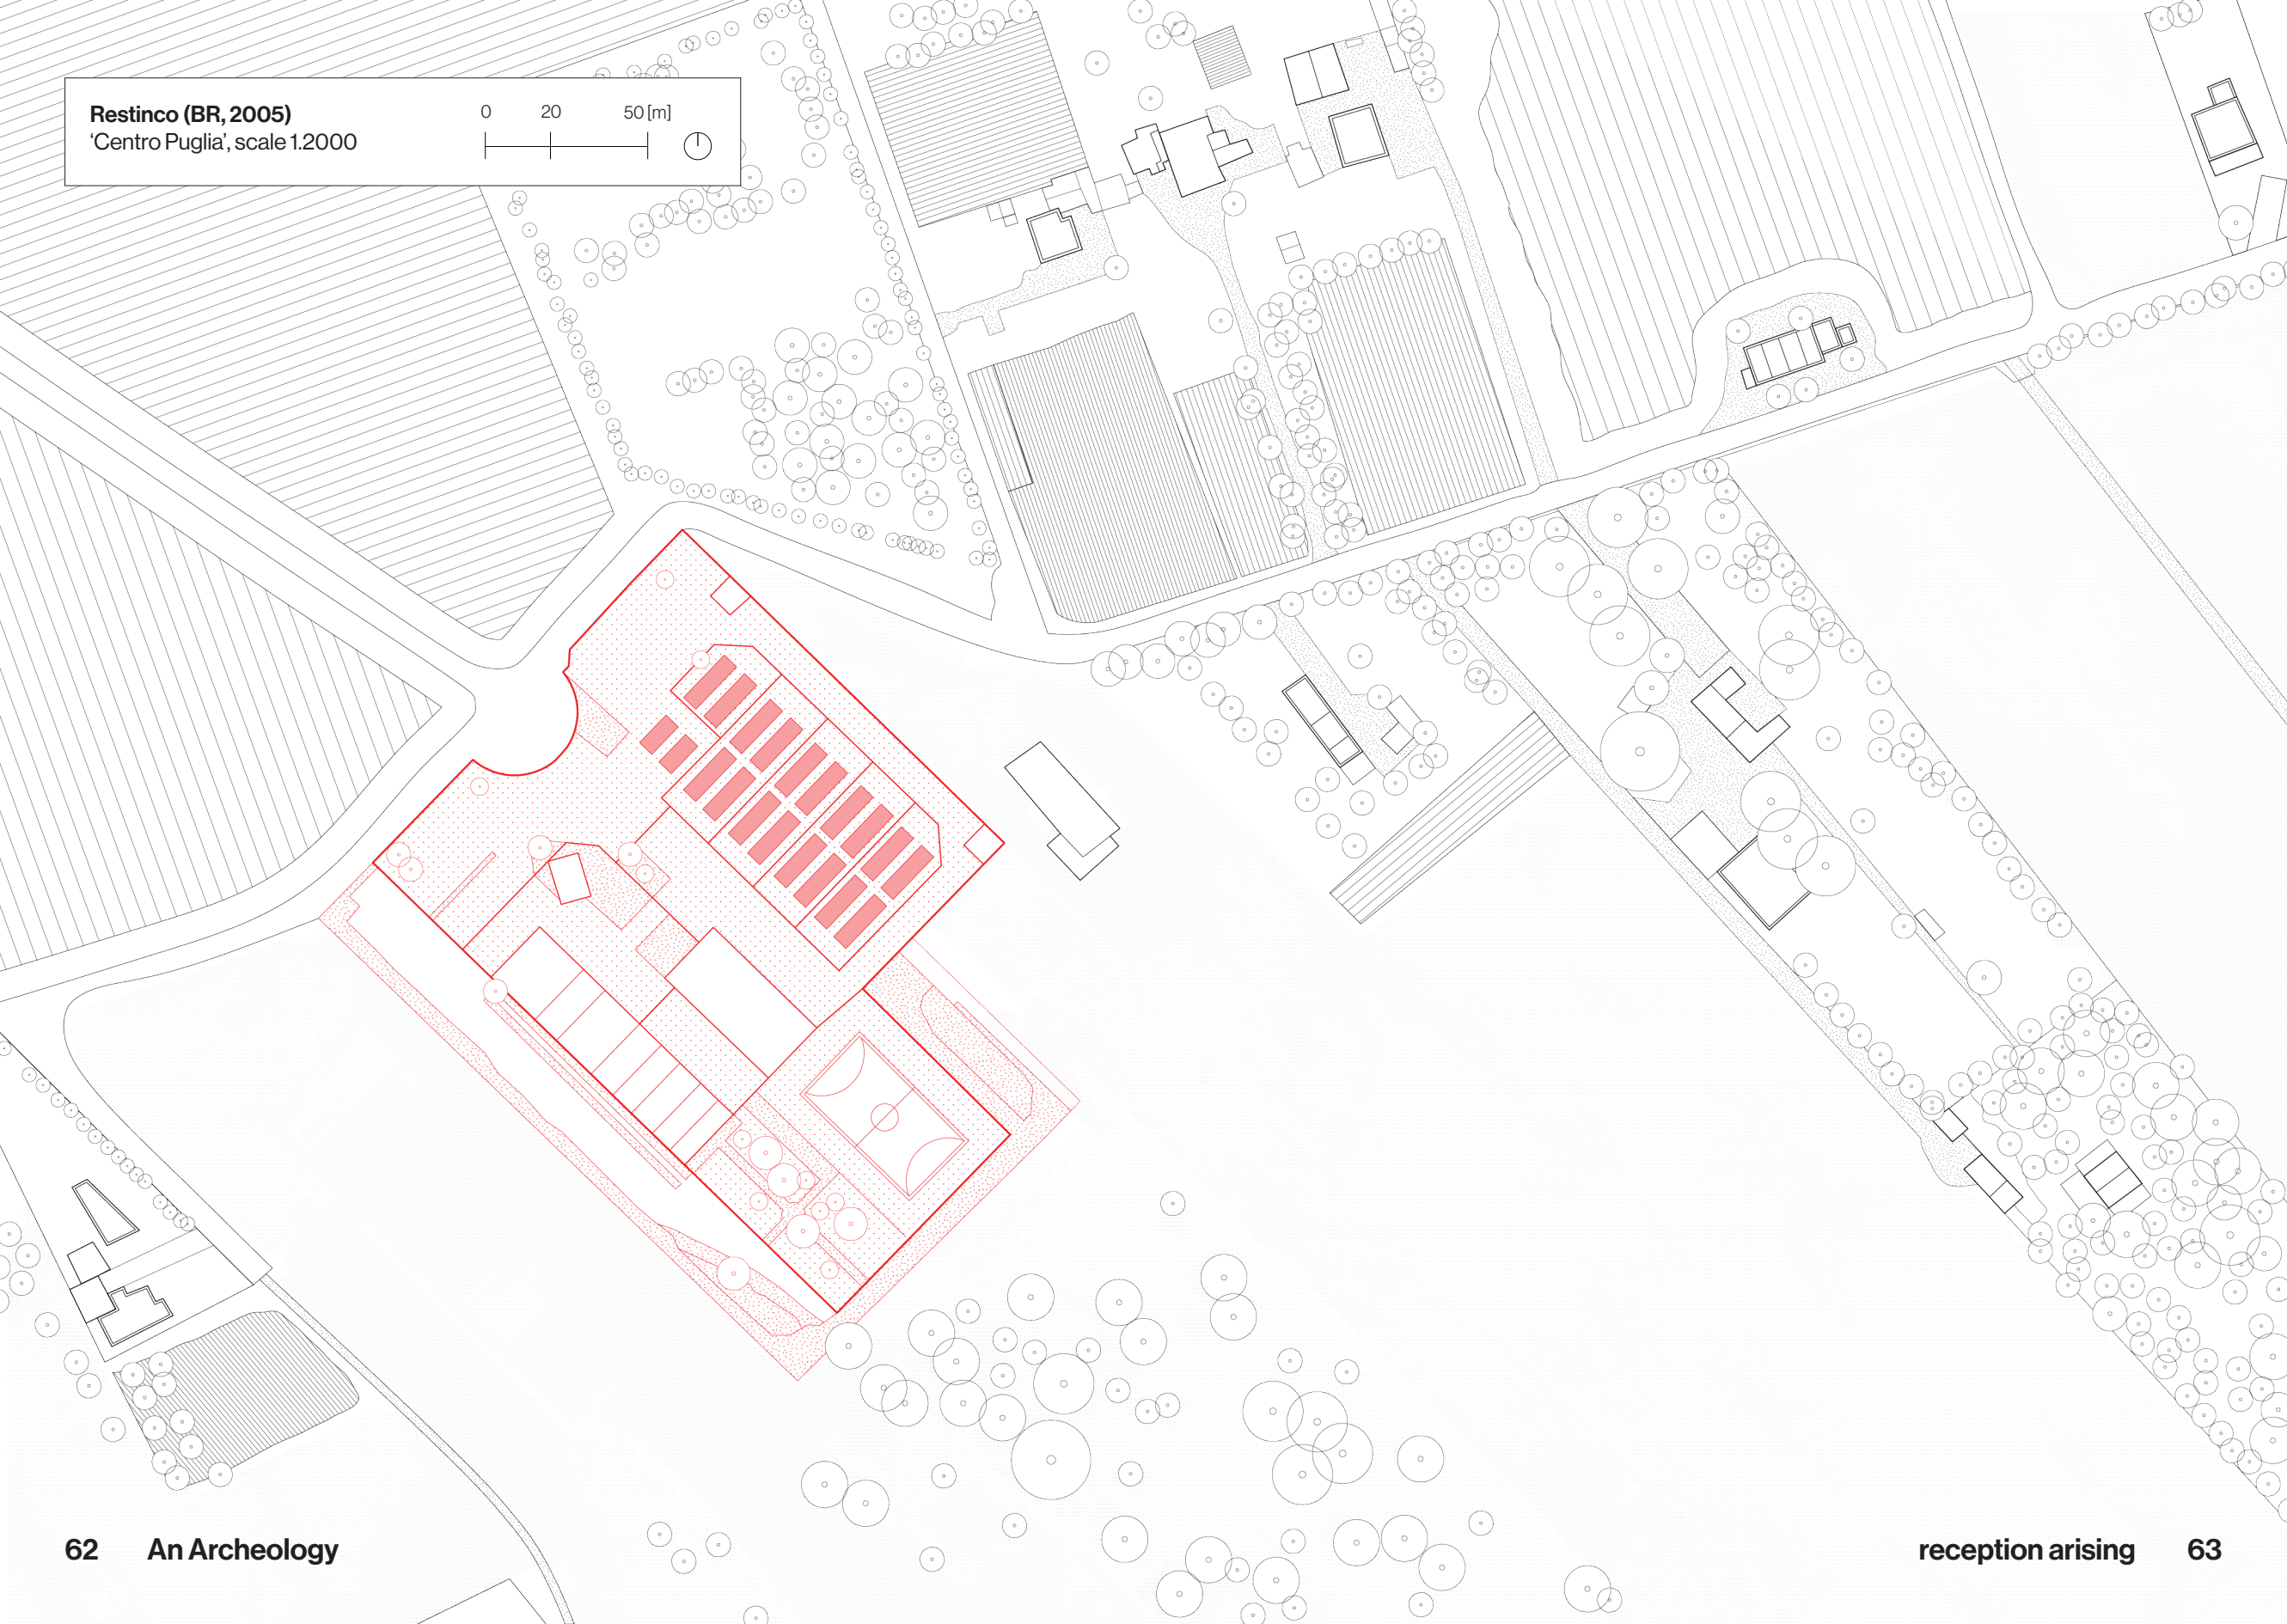 Restinco (BR, 2005)
‘Centro Puglia’, scale 1.2000
0 20 50 [m]
62 An Archeology
reception arising 63